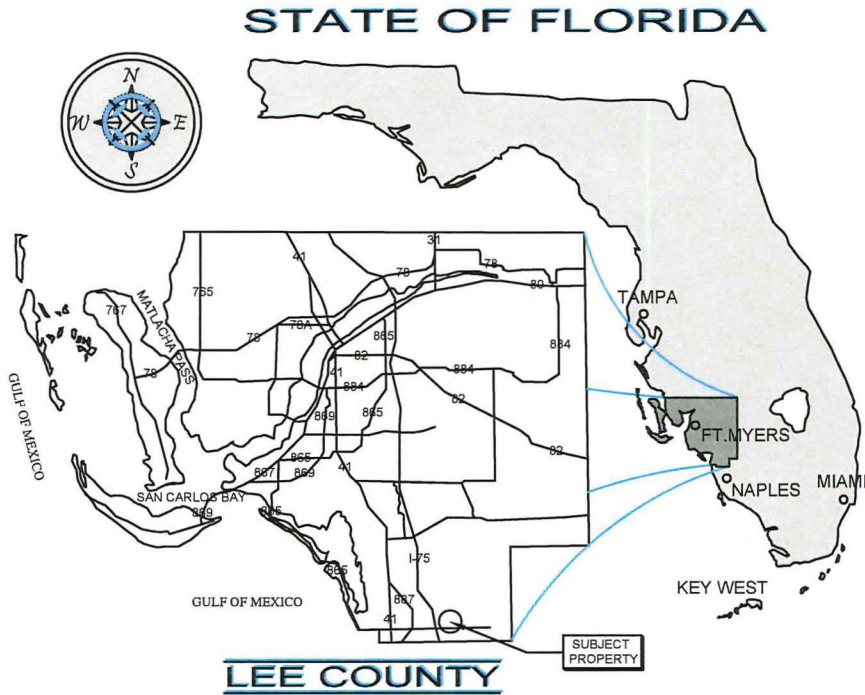 STATE OF FLORIDA
N
W
E
S
31
41
78
78
765
80
TAMPA
767
MATLACHA PASS
78A
78
865
884
82
41
78
884
884
82
GULF OF MEXICO
869
865
FT.MYERS
82
865
41
867
869
NAPLES
MIAMI
SAN CARLOS BAY
869
865
I-75
865
KEY WEST
887
GULF OF MEXICO
41
SUBJECT
PROPERTY
LEE COUNTY